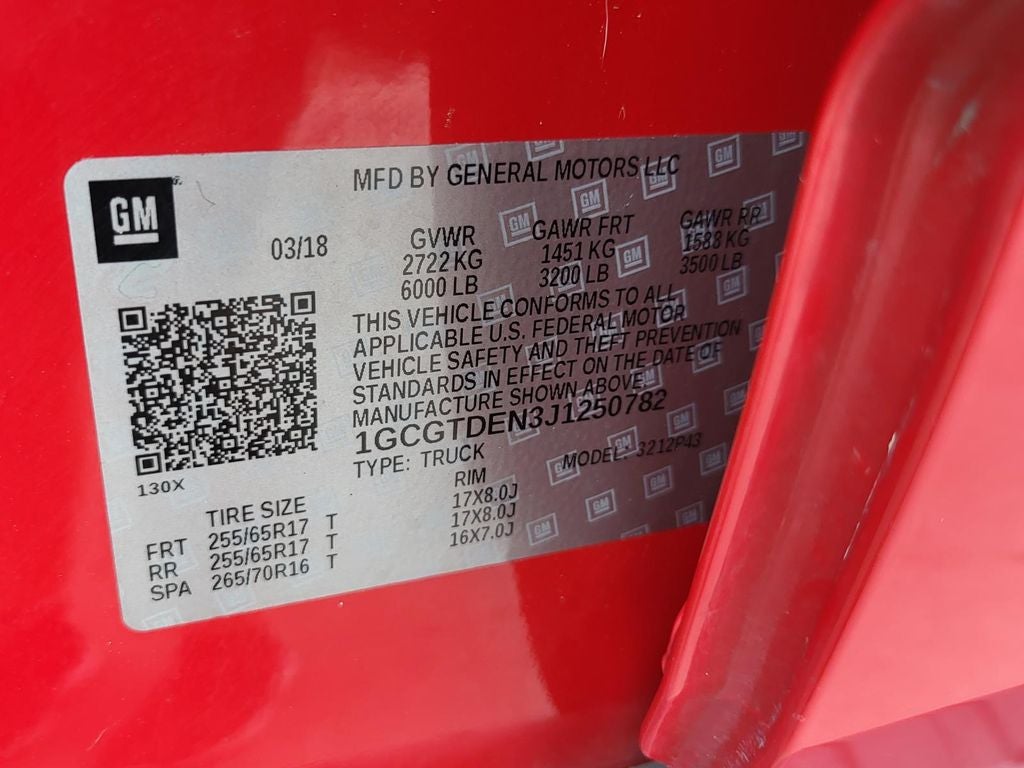 GM
MFD BY GENERAL MOTORS LLC
03/18
GVWR GAWR FRT GAWR RR
2722 KG 1451 KG 1588 KG
6000 LB 3200 LB 3500 LB
THIS VEHICLE CONFORMS TO ALL
APPLICABLE U.S. FEDERAL MOTOR
VEHICLE SAFETY AND THEFT PREVENTION
STANDARDS IN EFFECT ON THE DATE OF
MANUFACTURE SHOWN ABOVE.
1GCGTDEN3J1250782
TYPE: TRUCK MODEL: 3212P43
130X
TIRE SIZE RIM
FRT 255/65R17 T 17X8.0J
RR 255/65R17 T 17X8.0J
SPA 265/70R16 T 16X7.0J